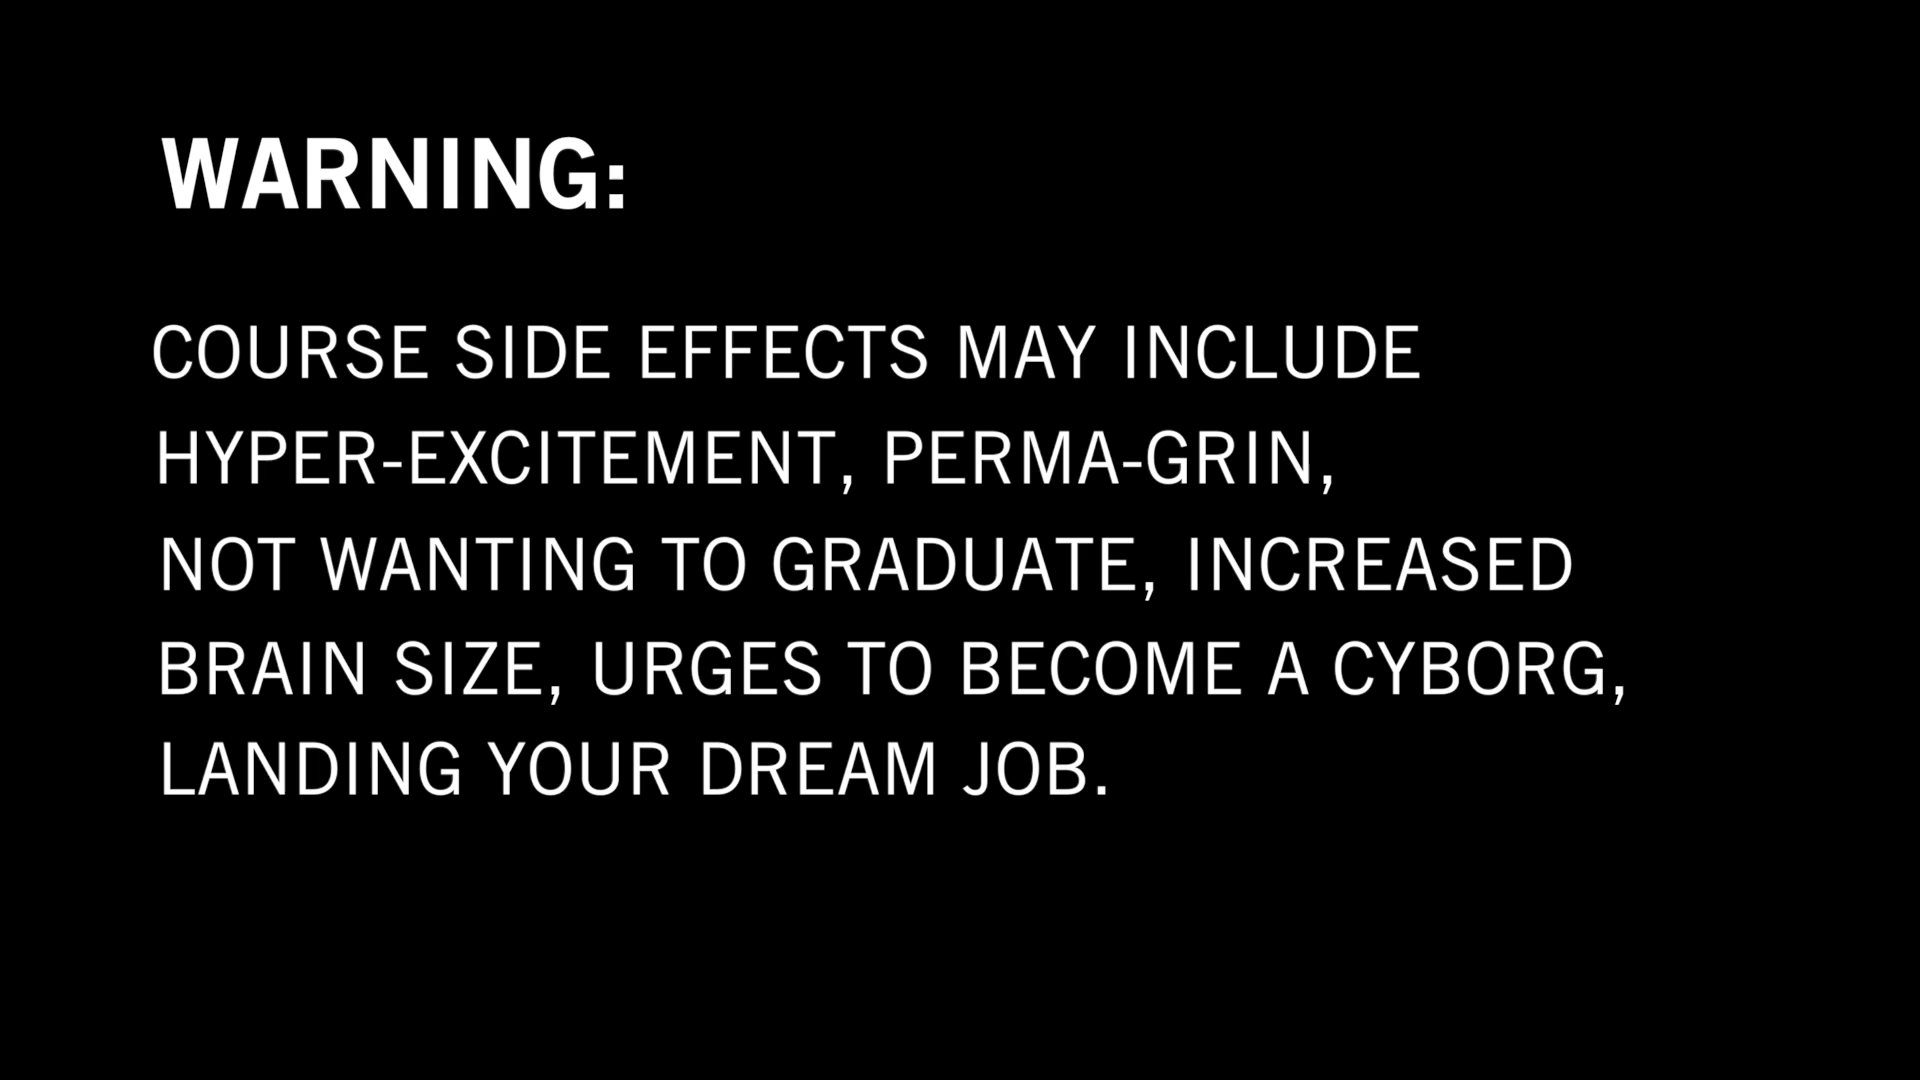 WARNING:
COURSE SIDE EFFECTS MAY INCLUDE
HYPER-EXCITEMENT, PERMA-GRIN,
NOT WANTING TO GRADUATE, INCREASED
BRAIN SIZE, URGES TO BECOME A CYBORG,
LANDING YOUR DREAM JOB.